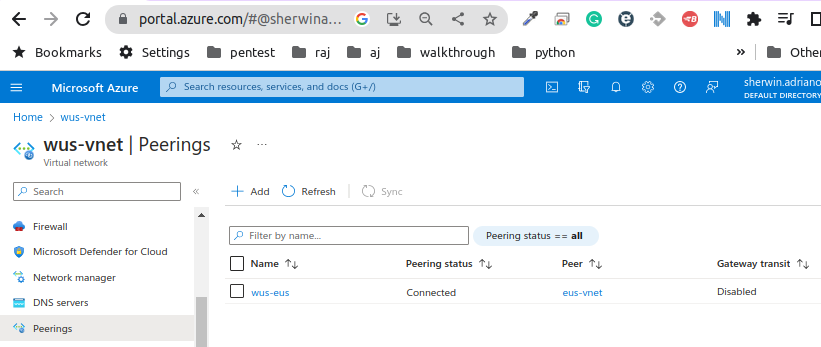 portal.azure.com/#@sherwina...
Bookmarks Settings pentest raj aj walkthrough python » Other
Microsoft Azure Search resources, services, and docs (G+/) sherwin.adriano
DEFAULT DIRECTORY
Home > wus-vnet
wus-vnet | Peerings ☆ ...
Virtual network
Search «
+ Add Refresh Sync
Firewall
Filter by name... Peering status == all
Microsoft Defender for Cloud
Name ↑↓ Peering status ↑↓ Peer ↑↓ Gateway transit ↑↓
Network manager
wus-eus Connected eus-vnet Disabled
DNS servers
Peerings